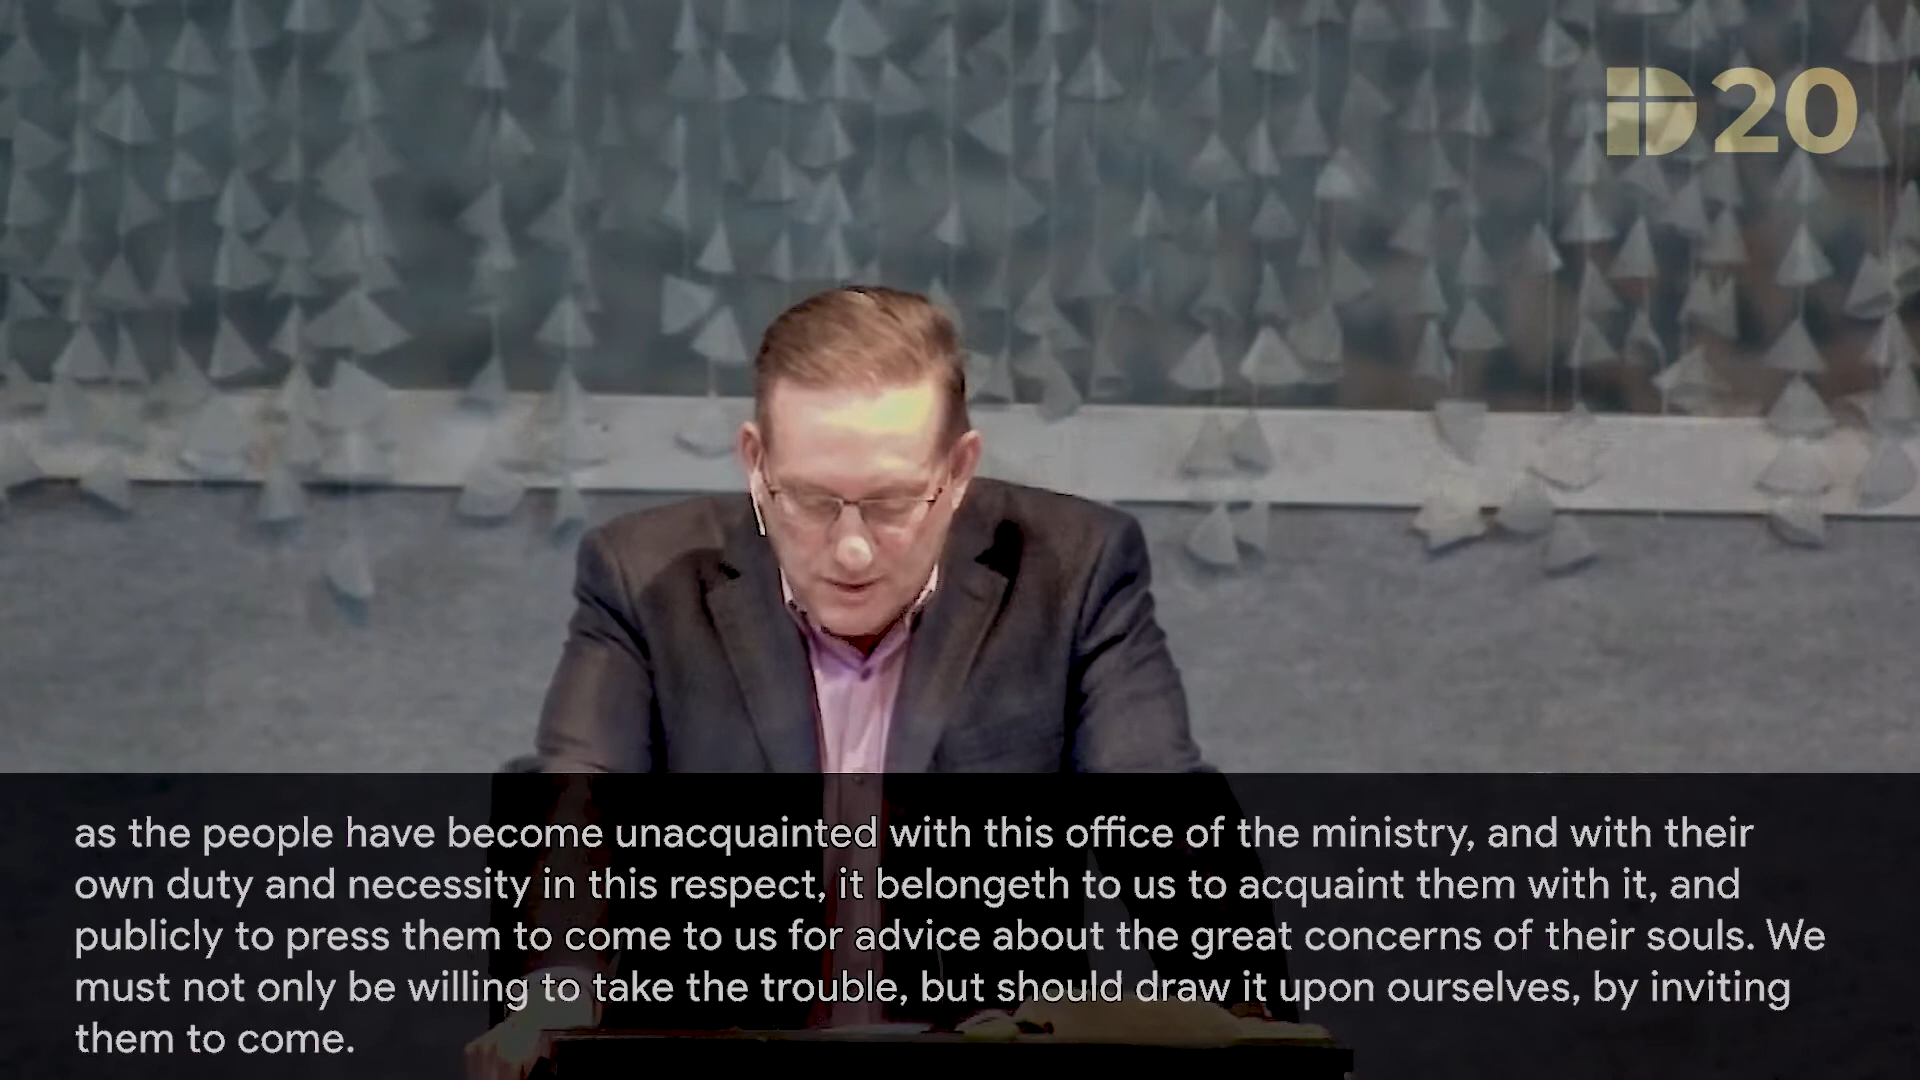 D20
as the people have become unacquainted with this office of the ministry, and with their
own duty and necessity in this respect, it belongeth to us to acquaint them with it, and
publicly to press them to come to us for advice about the great concerns of their souls. We
must not only be willing to take the trouble, but should draw it upon ourselves, by inviting
them to come.